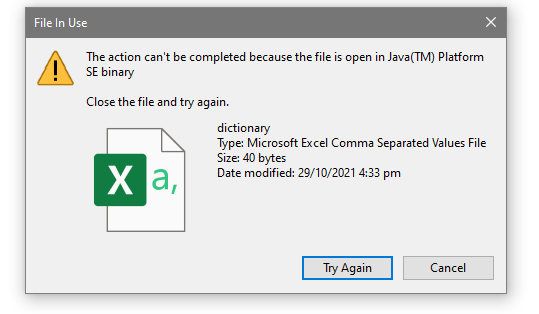 File In Use
The action can't be completed because the file is open in Java(TM) Platform
SE binary
Close the file and try again.
X a,
dictionary
Type: Microsoft Excel Comma Separated Values File
Size: 40 bytes
Date modified: 29/10/2021 4:33 pm
Try Again
Cancel